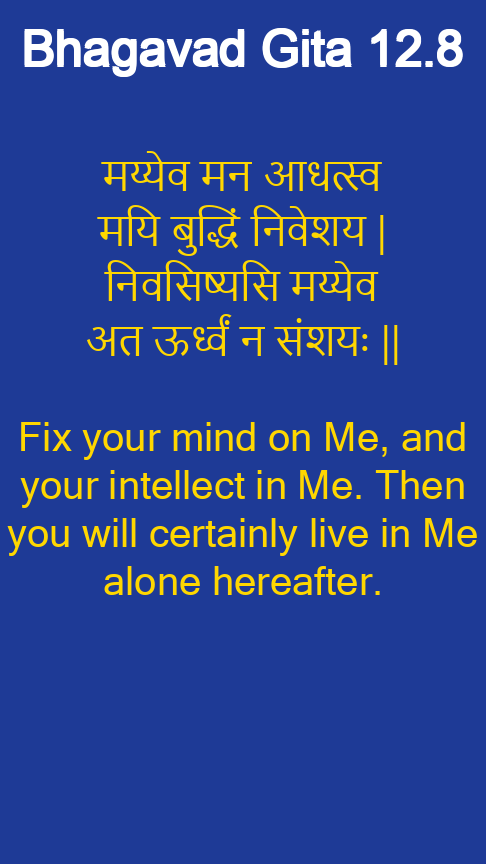 Bhagavad Gita 12.8
मय्येव मन आधत्स्व
मयि बुद्धिं निवेशय |
निवसिष्यसि मय्येव
अत ऊर्ध्वं न संशयः ||
Fix your mind on Me, and
your intellect in Me. Then
you will certainly live in Me
alone hereafter.